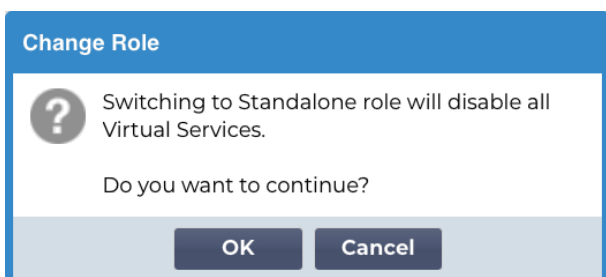 Change Role
Switching to Standalone role will disable all
Virtual Services.
Do you want to continue?
OK
Cancel